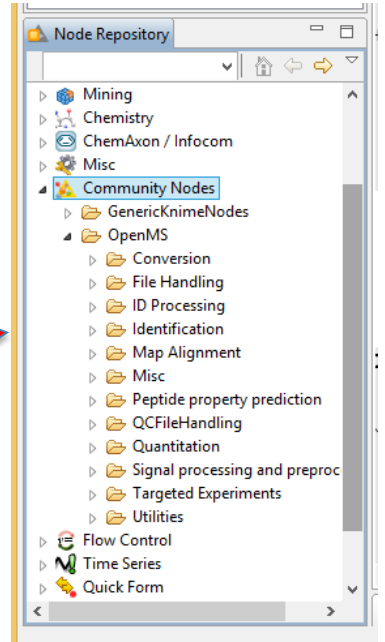 Node Repository
Mining
Chemistry
ChemAxon / Infocom
Misc
Community Nodes
GenericKnimeNodes
OpenMS
Conversion
File Handling
ID Processing
Identification
Map Alignment
Misc
Peptide property prediction
QCFileHandling
Quantitation
Signal processing and preproc
Targeted Experiments
Utilities
Flow Control
Time Series
Quick Form